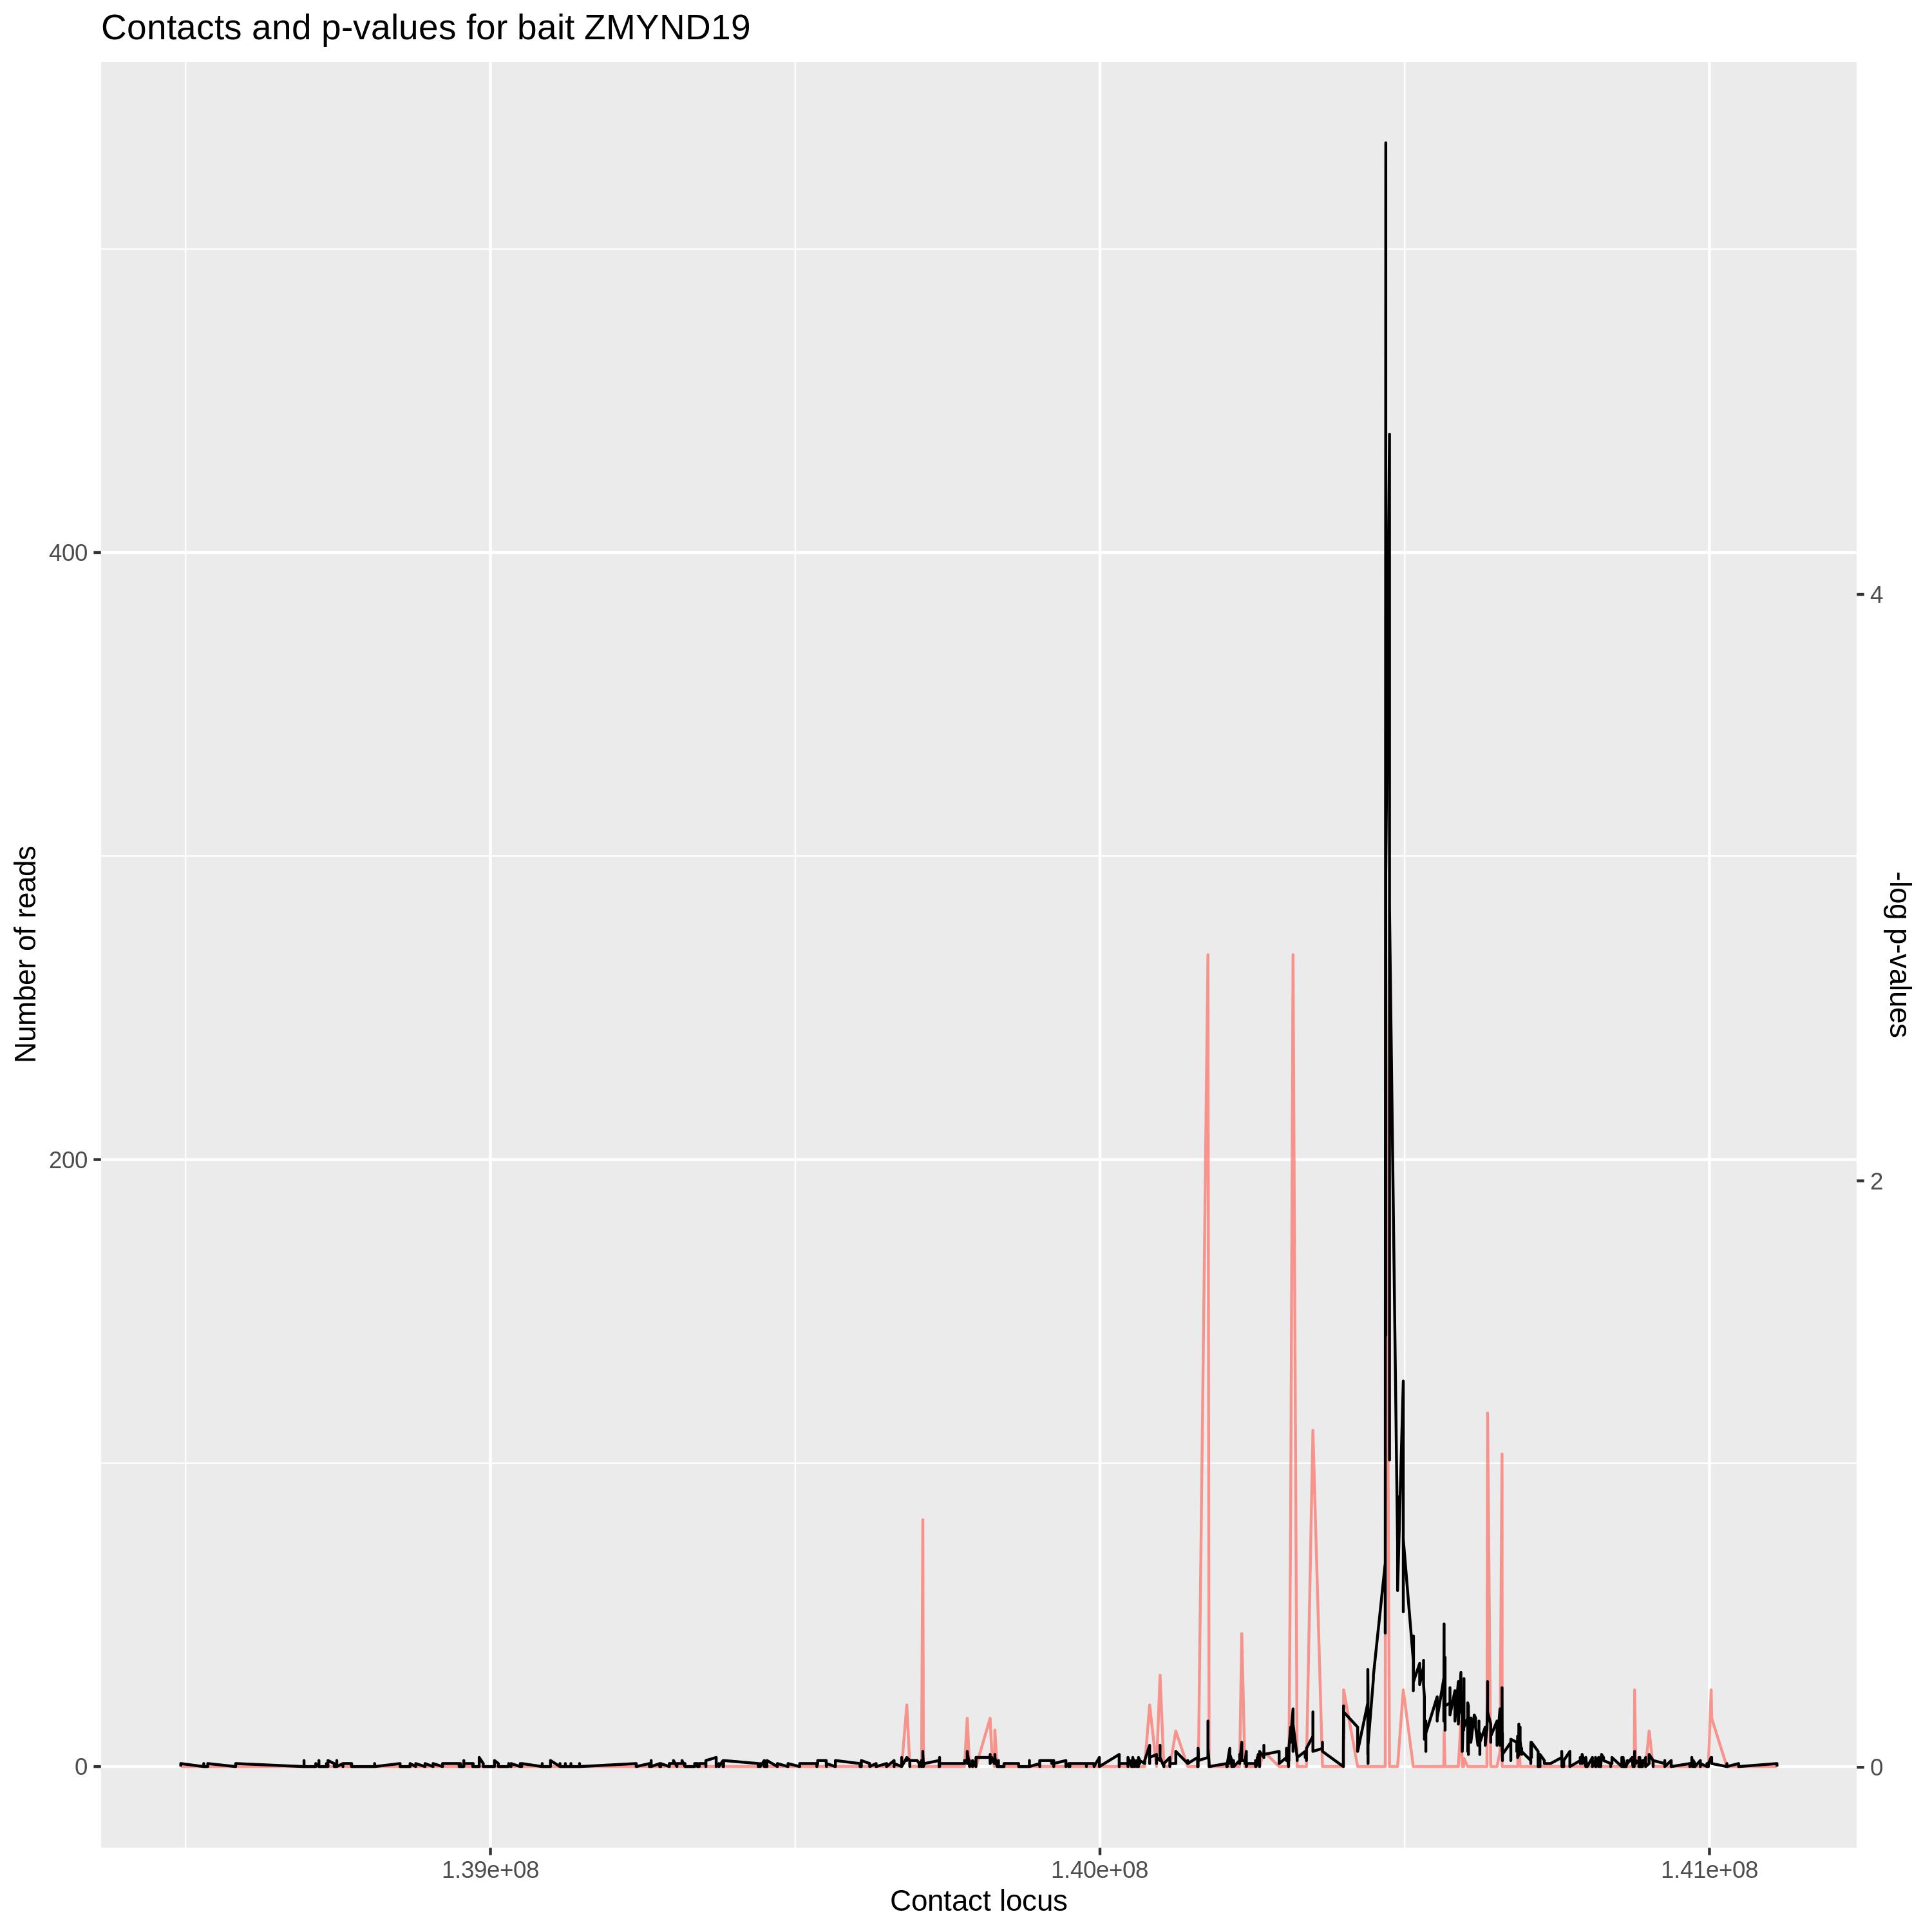 Contacts and p-values for bait ZMYND19
Number of reads
400
200
0
4
2
0
-log p-values
1.39e+08
1.40e+08
1.41e+08
Contact locus